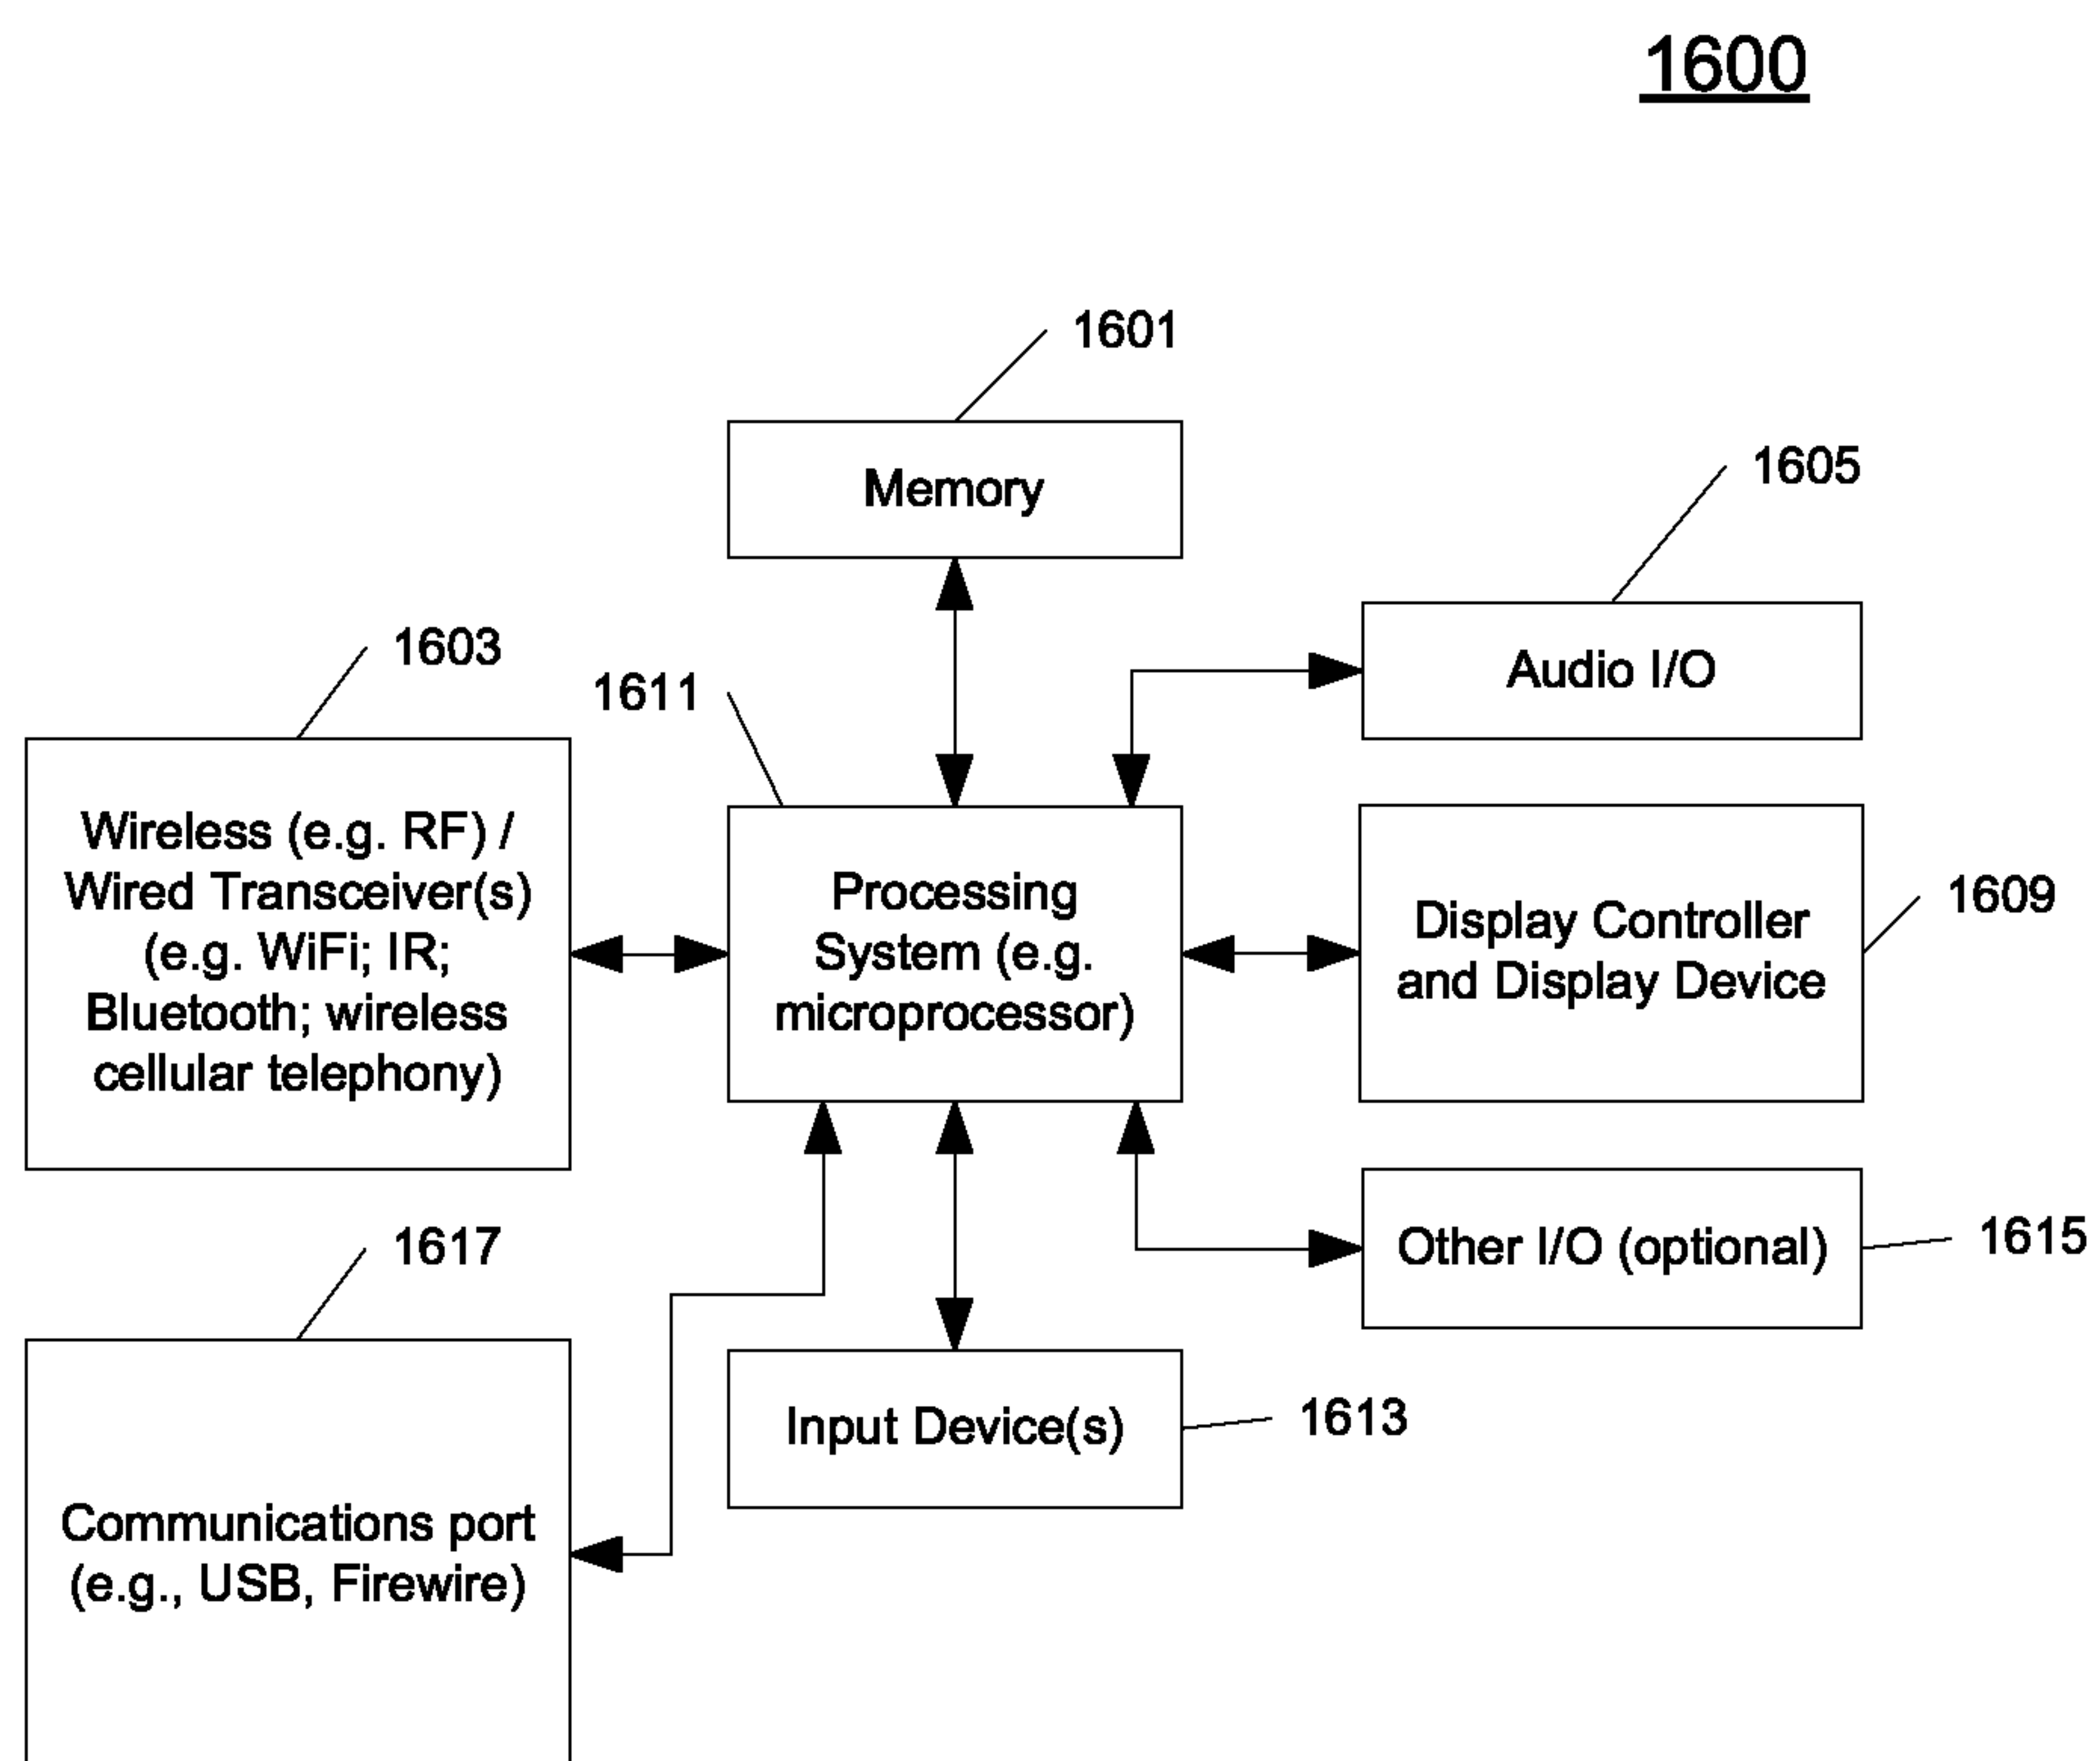 1600
1601
Memory
1605
Audio I/O
1603
1611
Wireless (e.g. RF) /
Wired Transceiver(s)
(e.g. WiFi; IR;
Bluetooth; wireless
cellular telephony)
Processing
System (e.g.
microprocessor)
1609
Display Controller
and Display Device
1617
1615
Other I/O (optional)
1613
Input Device(s)
Communications port
(e.g., USB, Firewire)